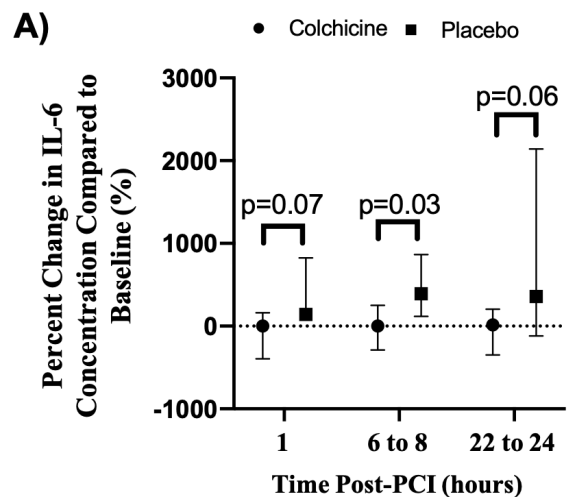 A)
Colchicine Placebo
Percent Change in IL-6
Concentration Compared to
Baseline (%)
3000
2000
1000
0
-1000
p=0.07
p=0.03
p=0.06
1 6 to 8 22 to 24
Time Post-PCI (hours)